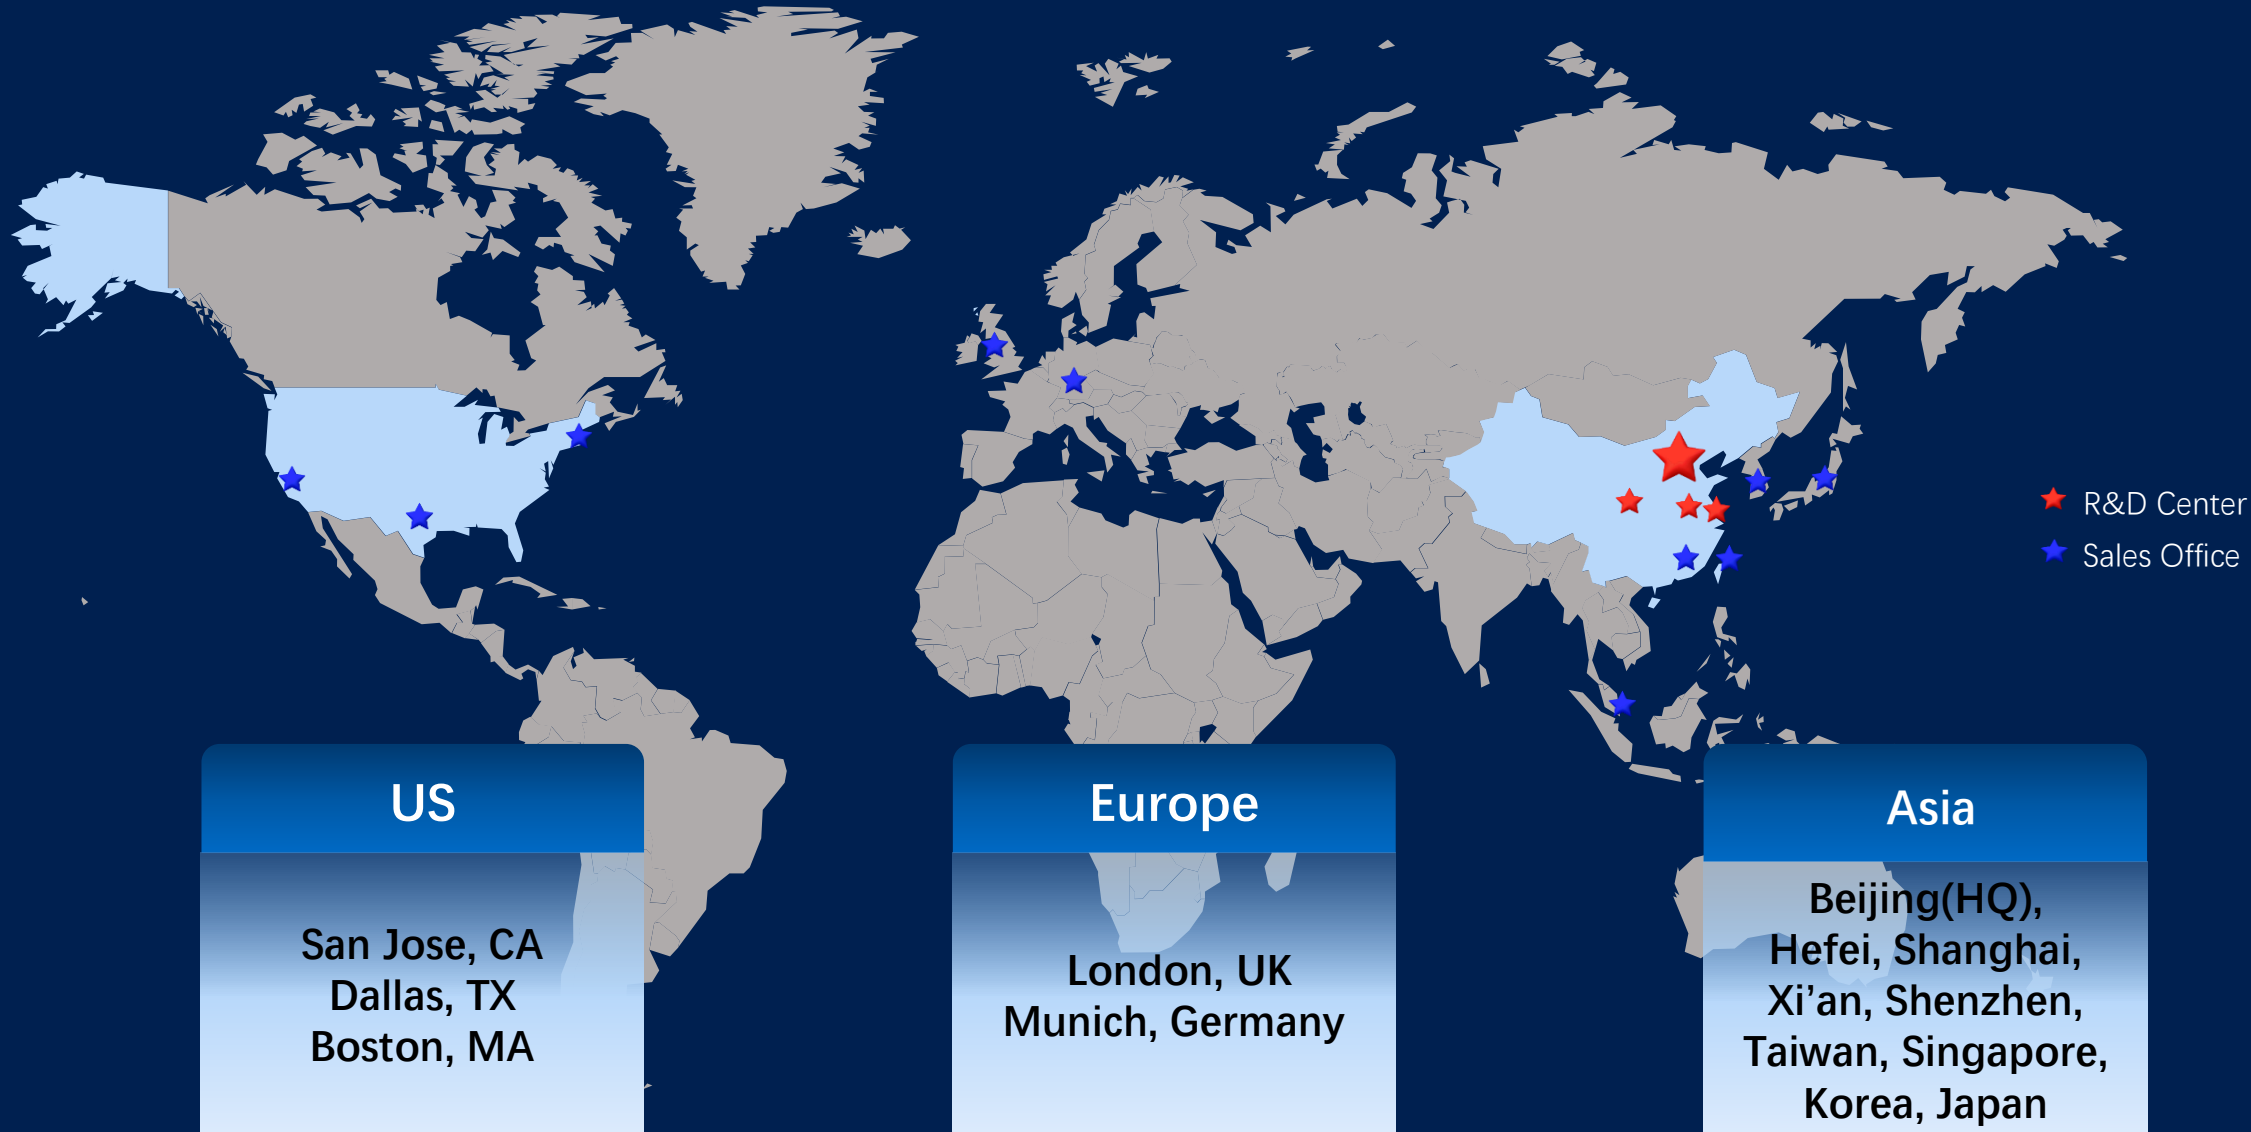 R&D Center
Sales Office
US
San Jose, CA
Dallas, TX
Boston, MA
Europe
London, UK
Munich, Germany
Asia
Beijing(HQ),
Hefei, Shanghai,
Xi’an, Shenzhen,
Taiwan, Singapore,
Korea, Japan